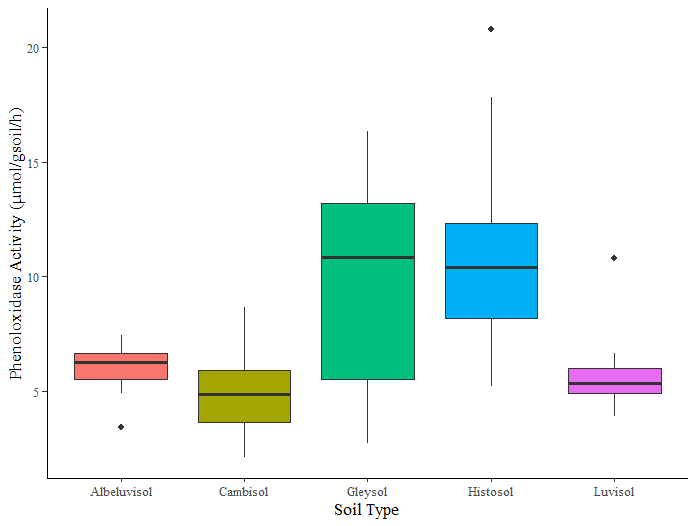 Phenoloxidase Activity (μmol/gsoil/h)
20
15
10
5
Albeluvisol Cambisol Gleysol Histosol Luvisol
Soil Type